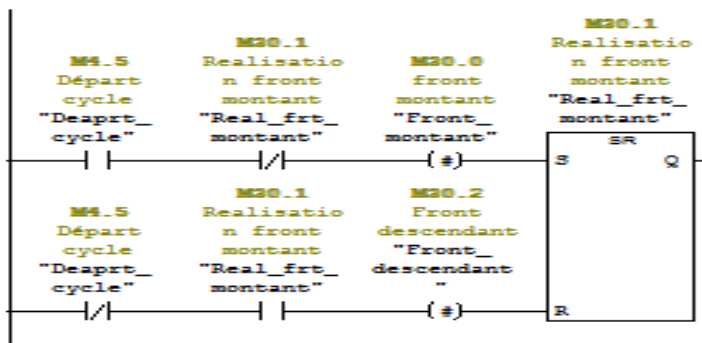 M4.5
Départ
cycle
"Deaprt_
cycle"
M30.1
Realisatio
n front
montant
"Real_frt_
montant"
M30.0
front
montant
"Front_
montant"
M30.1
Realisatio
n front
montant
"Real_frt_
montant"
SR
(#)
S
Q
M4.5
Départ
cycle
"Deaprt_
cycle"
M30.1
Realisatio
n front
montant
"Real_frt_
montant"
M30.2
Front
descendant
"Front_
descendant
"
(#)
R